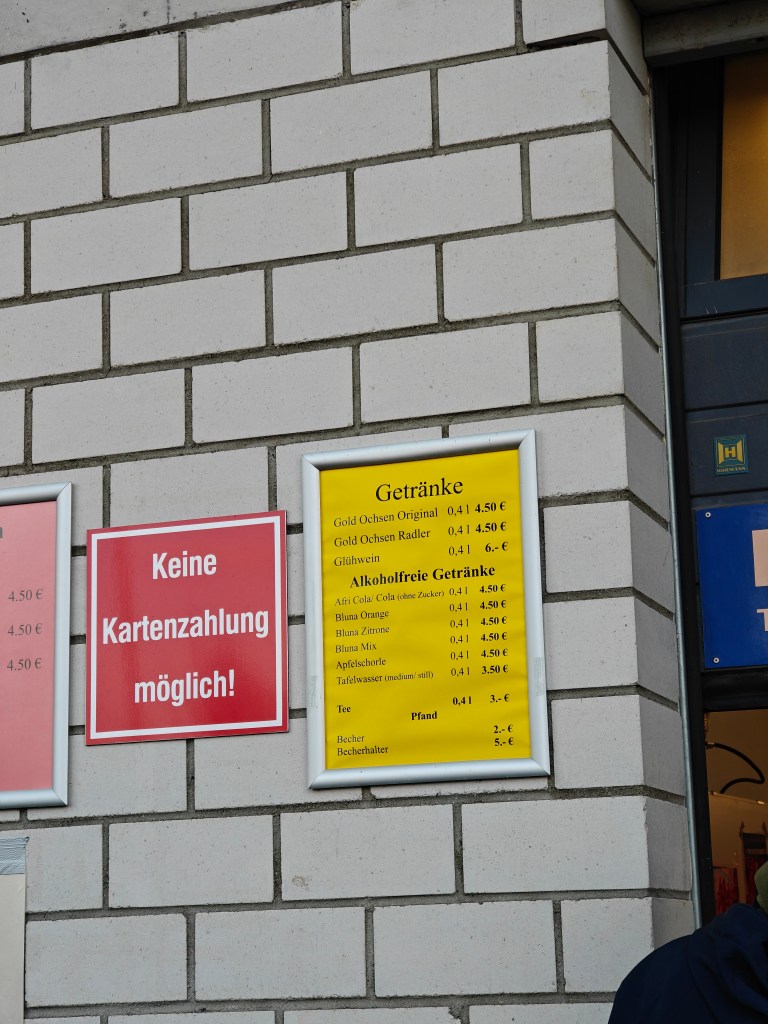 4.50 €
4.50 €
4.50 €
Keine
Kartenzahlung
möglich!
Getränke
Gold Ochsen Original 0,4 l 4.50 €
Gold Ochsen Radler 0,4 l 4.50 €
Glühwein 0,4 l 6.- €
Alkoholfreie Getränke
Afri Cola/ Cola (ohne Zucker) 0,4 l 4.50 €
Bluna Orange 0,4 l 4.50 €
Bluna Zitrone 0,4 l 4.50 €
Bluna Mix 0,4 l 4.50 €
Apfelschorle 0,4 l 4.50 €
Tafelwasser (medium/ still) 0,4 l 3.50 €
Tee 0,4 l 3.- €
Pfand
Becher 2.- €
Becherhalter 5.- €
H
HÖRMANN